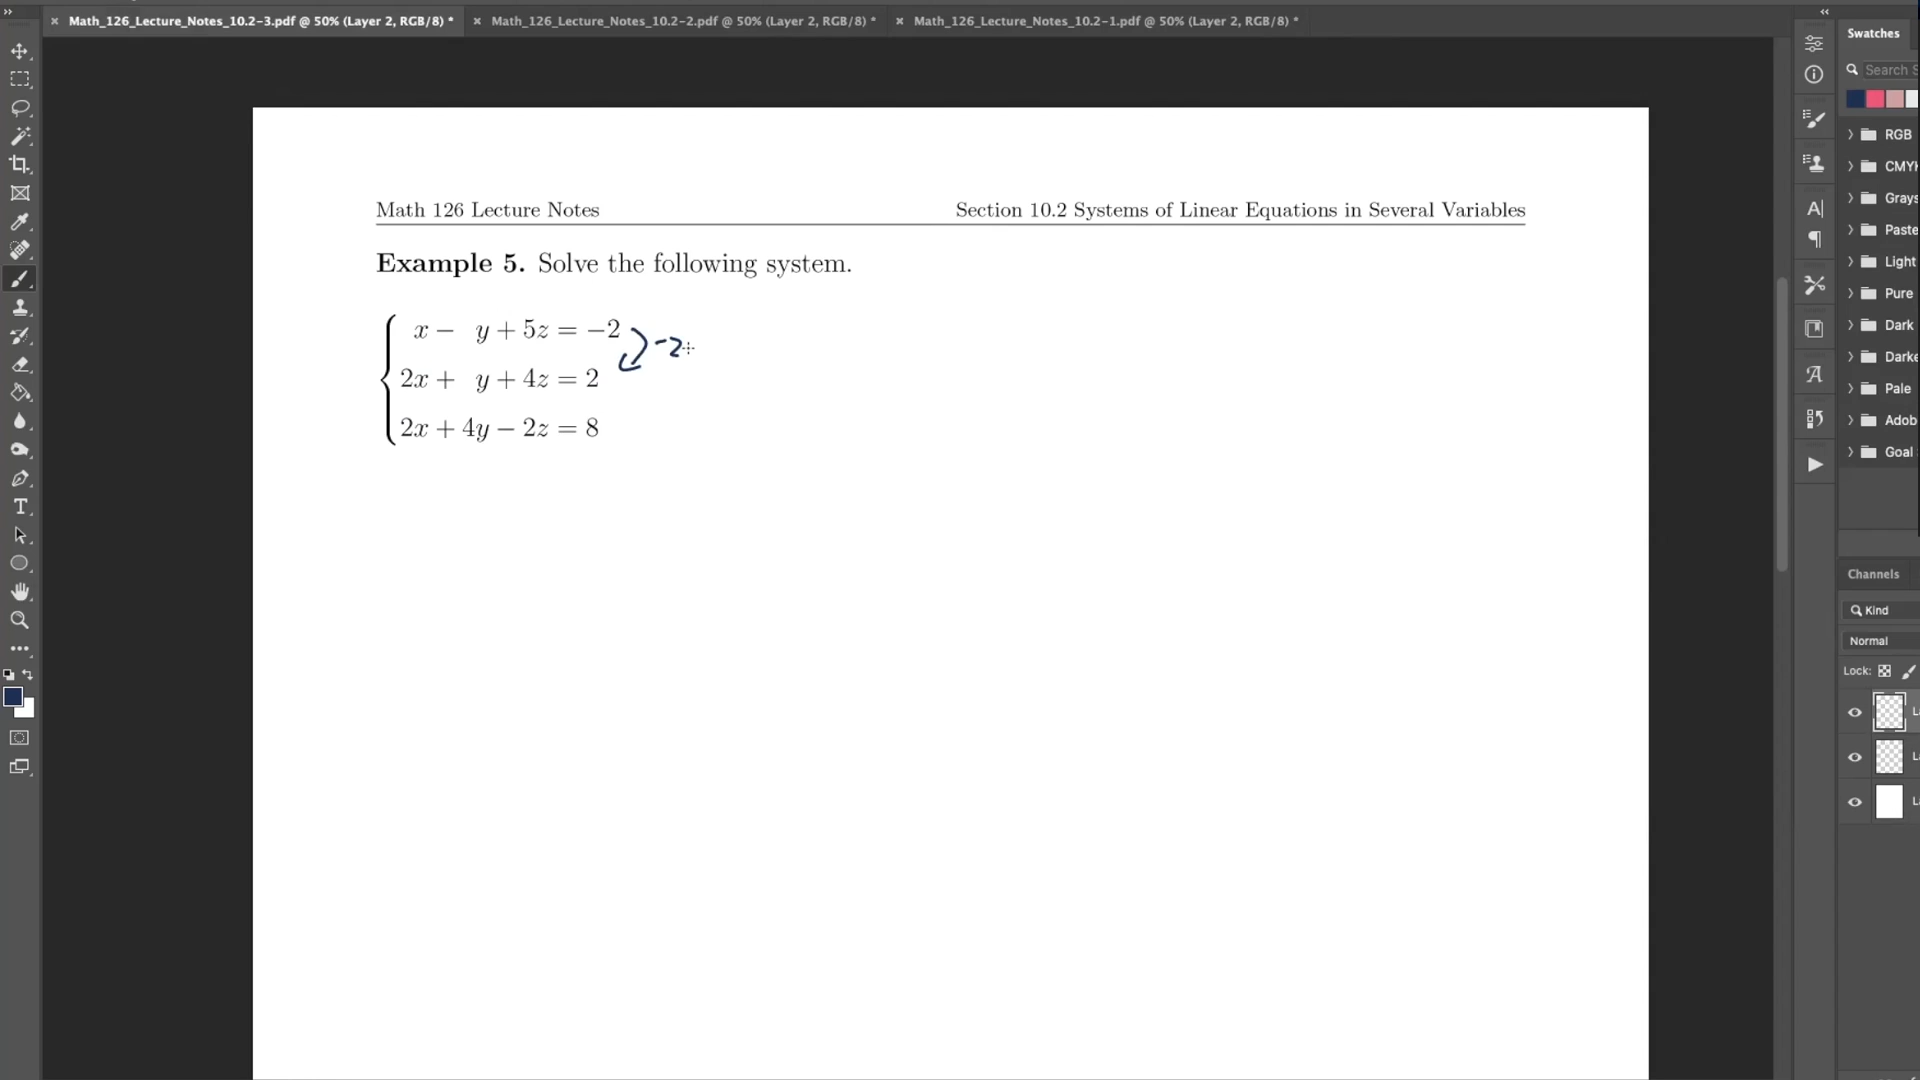 Math_126_Lecture_Notes_10.2-3.pdf @ 50% (Layer 2, RGB/8) *
Math_126_Lecture_Notes_10.2-2.pdf @ 50% (Layer 2, RGB/8) *
Math_126_Lecture_Notes_10.2-1.pdf @ 50% (Layer 2, RGB/8) *
Math 126 Lecture Notes
Section 10.2 Systems of Linear Equations in Several Variables
Example 5. Solve the following system.
x − y + 5z = −2
-2
2x + y + 4z = 2
2x + 4y − 2z = 8
Swatches
Search S
RGB
CMYK
Grays
Paste
Light
Pure
Dark
Darke
Pale
Adob
Goal
Channels
Kind
Normal
Lock: